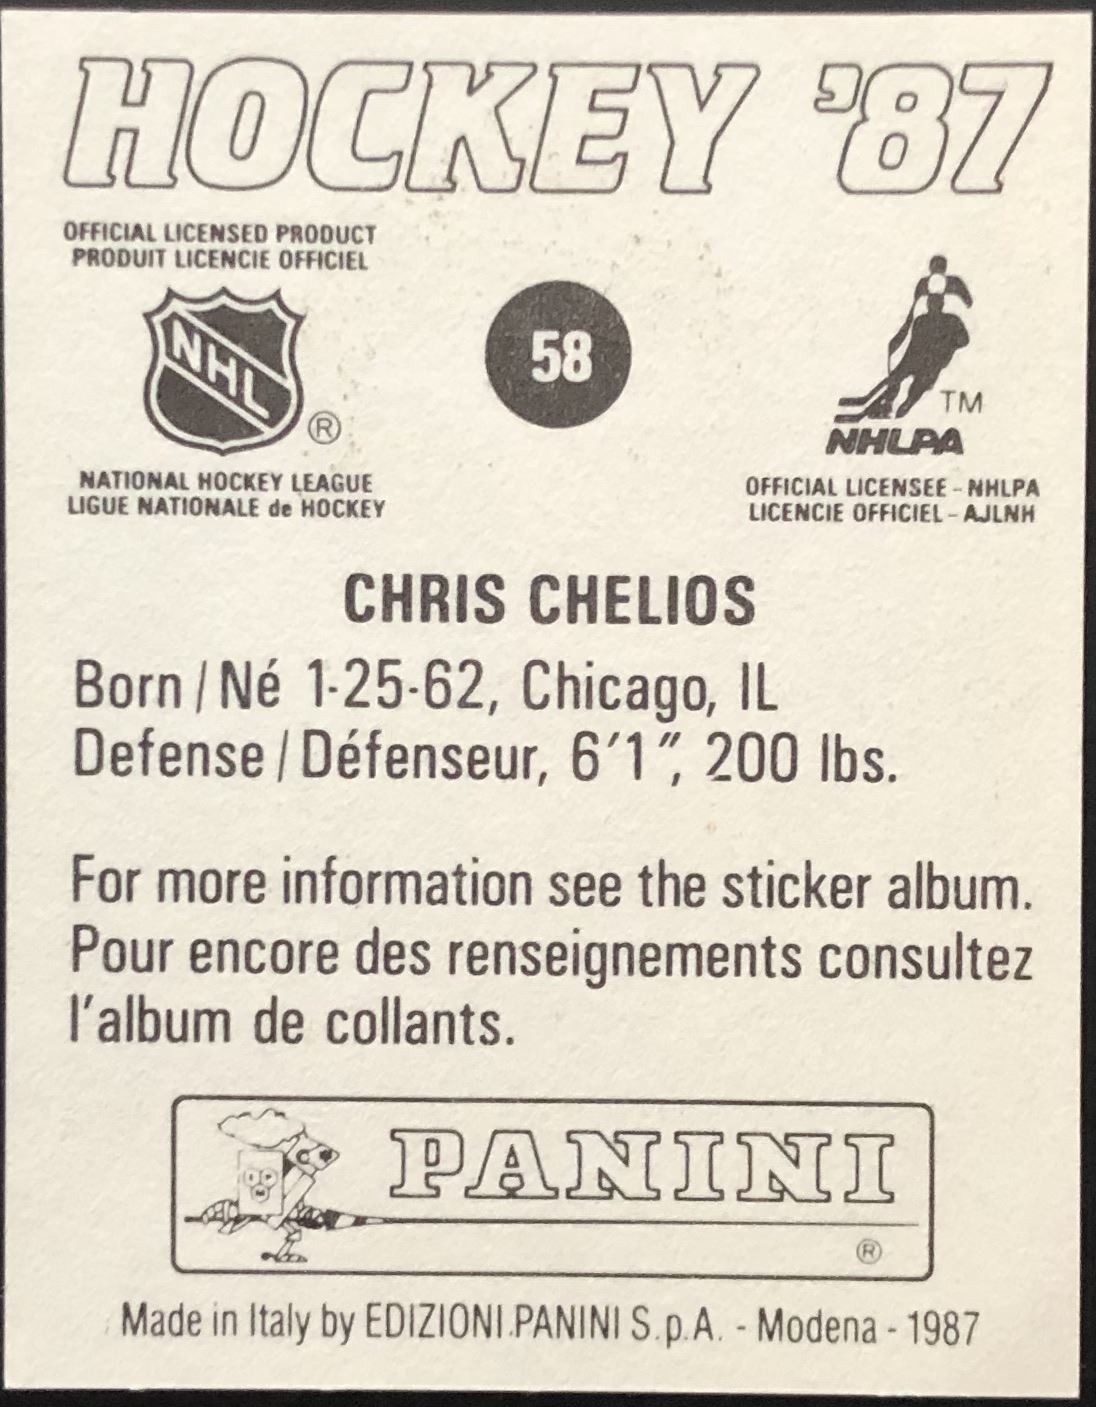 HOCKEY '87
OFFICIAL LICENSED PRODUCT
PRODUIT LICENCIE OFFICIEL
NHL
®
NATIONAL HOCKEY LEAGUE
LIGUE NATIONALE de HOCKEY
58
TM
NHLPA
OFFICIAL LICENSEE - NHLPA
LICENCIE OFFICIEL - AJLNH
CHRIS CHELIOS
Born / Né 1-25-62, Chicago, IL
Defense / Défenseur, 6'1", 200 lbs.
For more information see the sticker album.
Pour encore des renseignements consultez
l'album de collants.
PANINI
®
Made in Italy by EDIZIONI PANINI S.p.A. - Modena - 1987